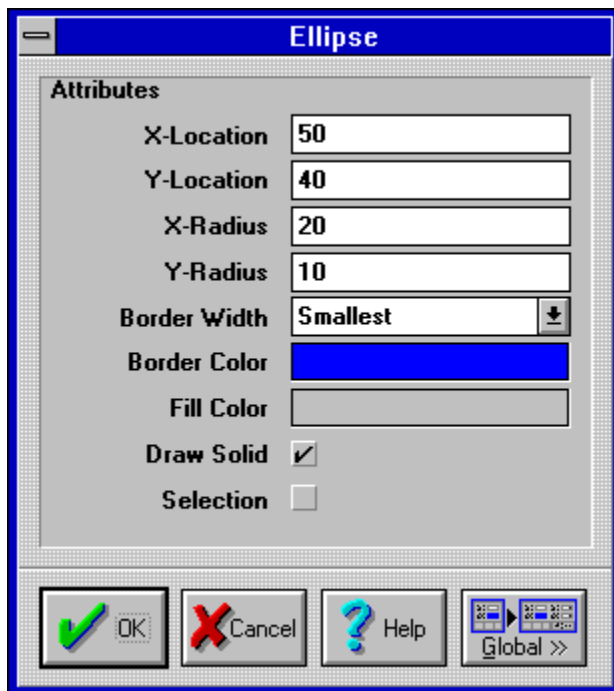 Ellipse
Attributes
X-Location 50
Y-Location 40
X-Radius 20
Y-Radius 10
Border Width Smallest
Border Color
Fill Color
Draw Solid
Selection
OK Cancel Help Global >>